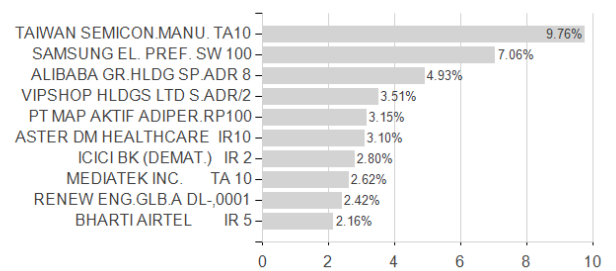 TAIWAN SEMICON.MANU. TA10 9.76%
SAMSUNG EL. PREF. SW 100 7.06%
ALIBABA GR.HLDG SP.ADR 8 4.93%
VIPSHOP HLDGS LTD S.ADR/2 3.51%
PT MAP AKTIF ADIPER.RP100 3.15%
ASTER DM HEALTHCARE IR10 3.10%
ICICI BK (DEMAT.) IR 2 2.80%
MEDIATEK INC. TA 10 2.62%
RENEW ENG.GLB.A DL-,0001 2.42%
BHARTI AIRTEL IR 5 2.16%
0 2 4 6 8 10